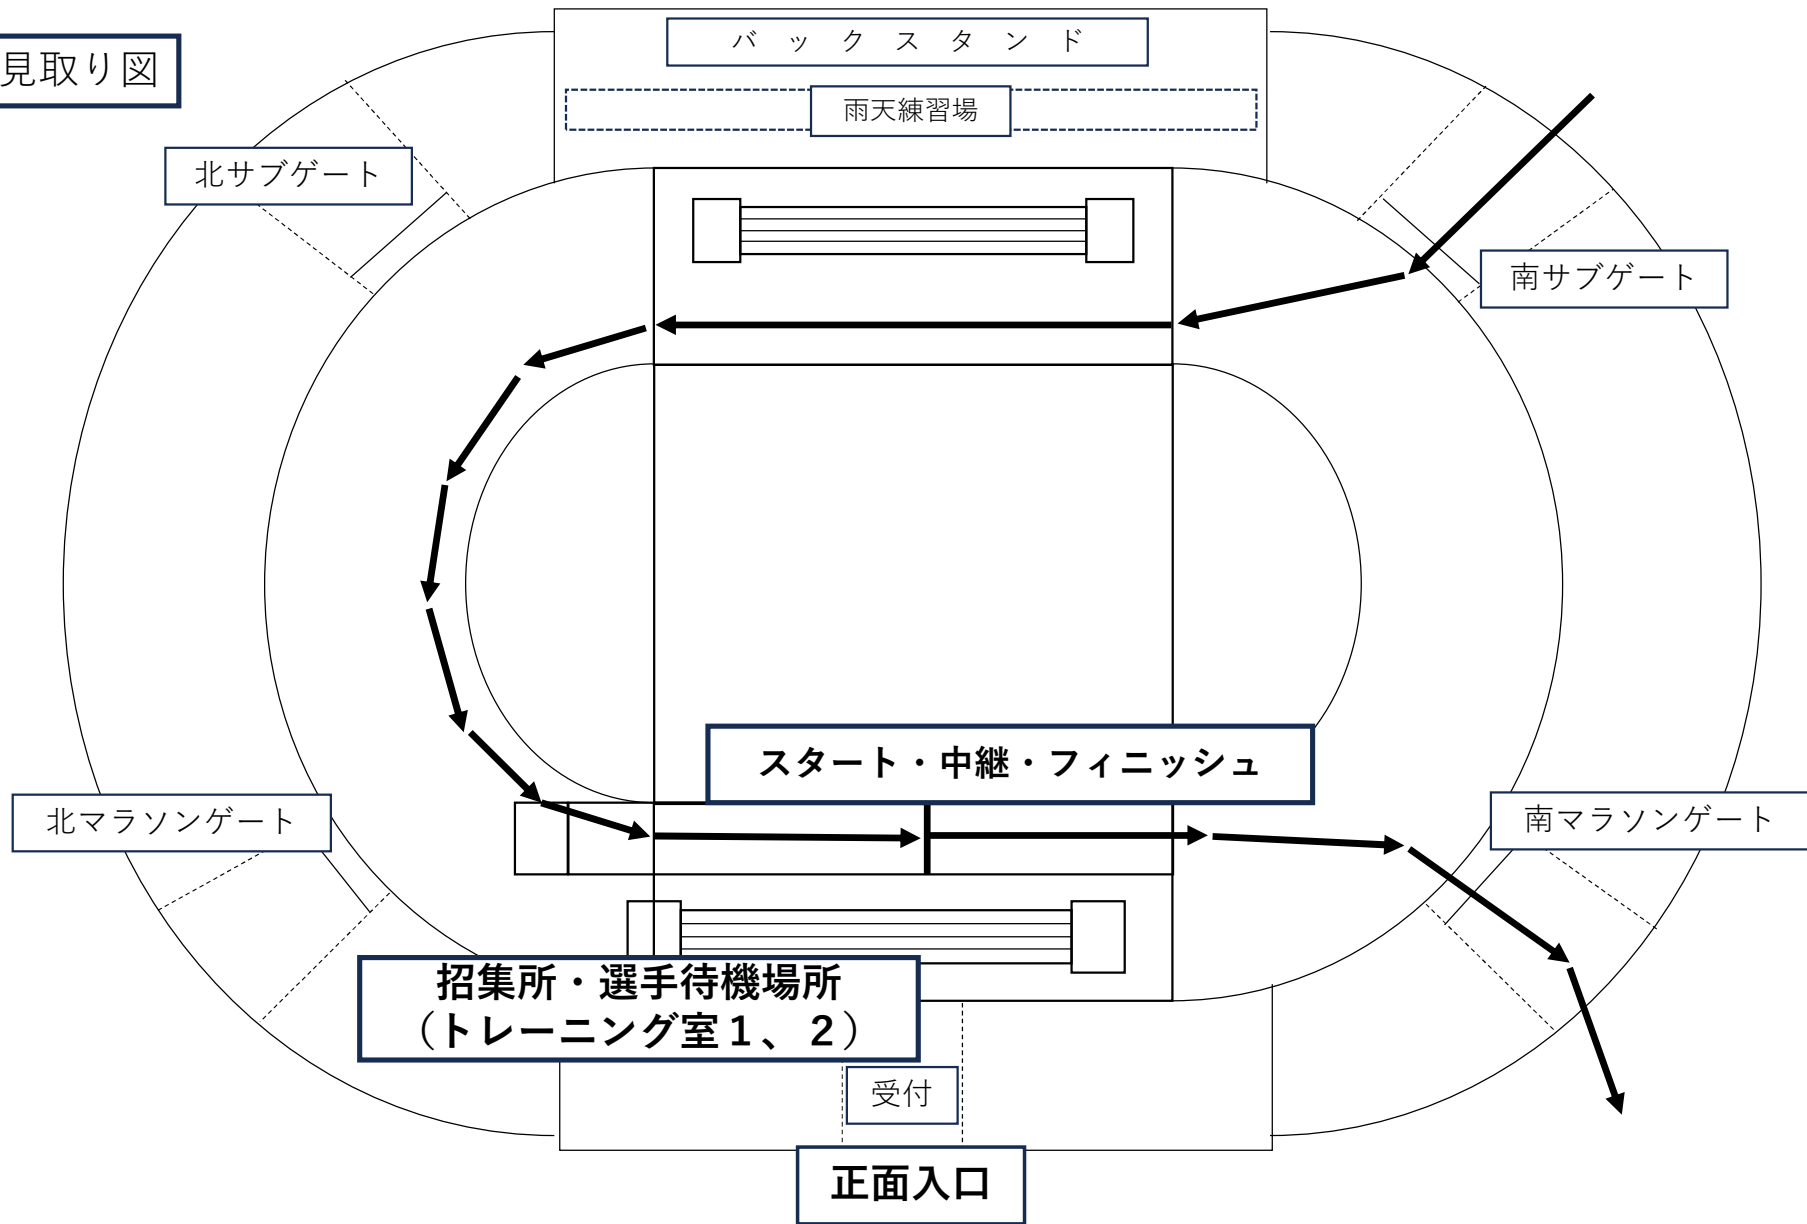 見取り図
バックスタンド
雨天練習場
北サブゲート
南サブゲート
スタート・中継・フィニッシュ
北マラソンゲート
南マラソンゲート
招集所・選手待機場所
（トレーニング室１、２）
受付
正面入口